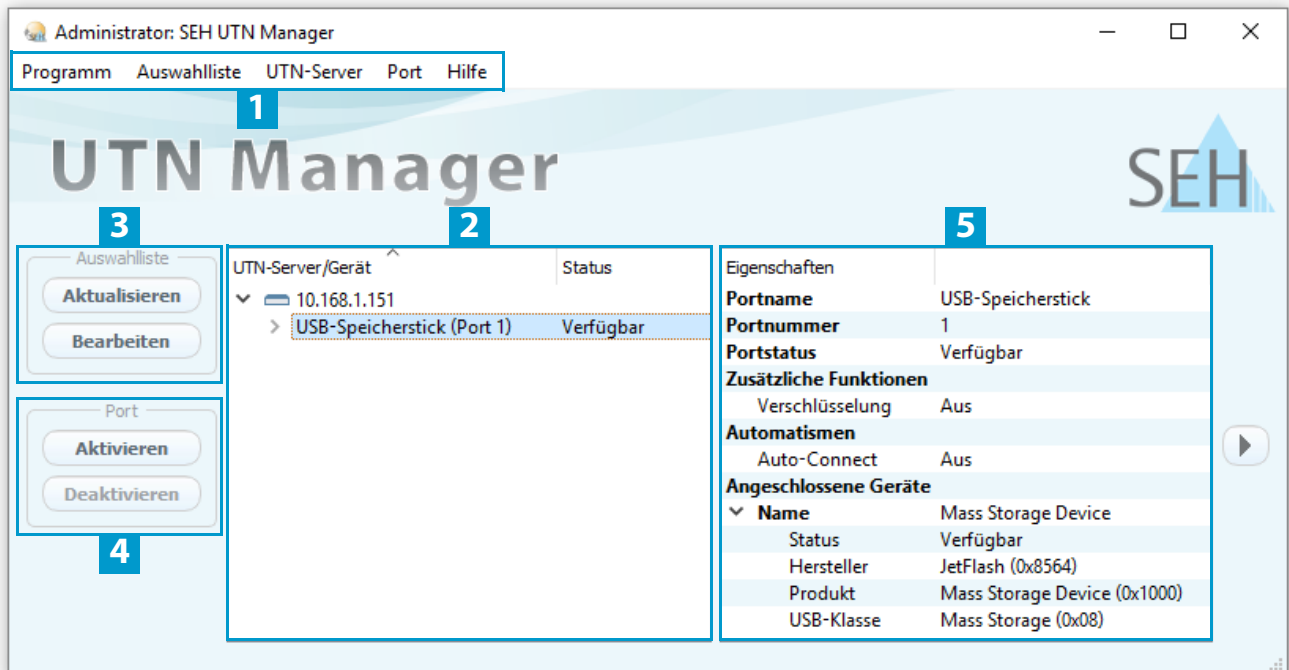 Administrator: SEH UTN Manager
Programm Auswahlliste UTN-Server Port Hilfe
1
UTN Manager
SEH
3
2
5
Auswahlliste
Aktualisieren
Bearbeiten
Port
Aktivieren
Deaktivieren
4
UTN-Server/Gerät Status
10.168.1.151
USB-Speicherstick (Port 1) Verfügbar
Eigenschaften
Portname USB-Speicherstick
Portnummer 1
Portstatus Verfügbar
Zusätzliche Funktionen
Verschlüsselung Aus
Automatismen
Auto-Connect Aus
Angeschlossene Geräte
Name Mass Storage Device
Status Verfügbar
Hersteller JetFlash (0x8564)
Produkt Mass Storage Device (0x1000)
USB-Klasse Mass Storage (0x08)